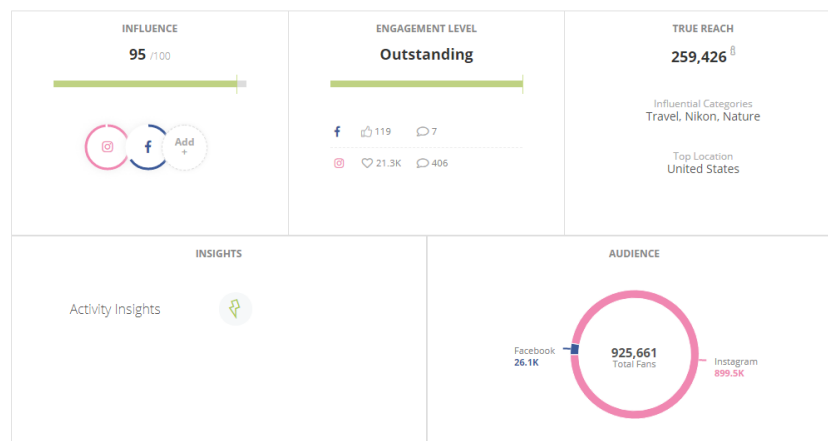 INFLUENCE
95 /100
Add
+
ENGAGEMENT LEVEL
Outstanding
f 119 7
21.3K 406
TRUE REACH
259,426 β
Influential Categories
Travel, Nikon, Nature
Top Location
United States
INSIGHTS
Activity Insights
AUDIENCE
Facebook
26.1K
925,661
Total Fans
Instagram
899.5K